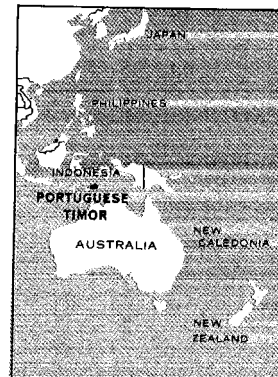 JAPAN
PHILIPPINES
INDONESIA
PORTUGUESE
TIMOR
AUSTRALIA
NEW
CALEDONIA
NEW
ZEALAND